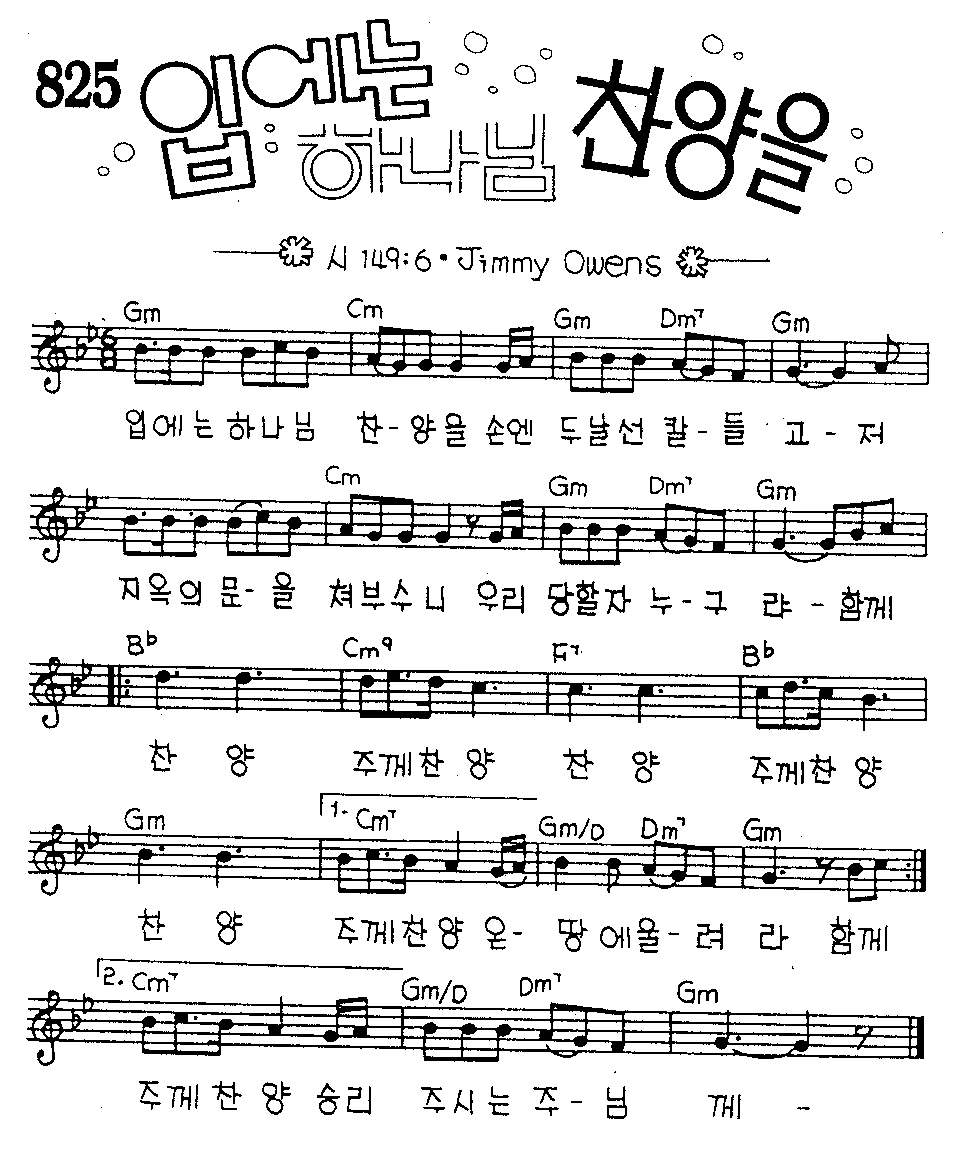 825 입에는 하나님 찬양을
시 149:6 · Jimmy Owens
Gm Cm Gm Dm7 Gm
6
8
입에는하나님 찬-양을 손엔 두날선 칼-들 고-저
Cm Gm Dm7 Gm
지옥의 문-을 쳐부수니 우리 당할자 누-구 랴-함께
Bb Cm9 F7 Bb
찬 양 주께찬 양 찬 양 주께찬 양
Gm 1. Cm7 Gm/D Dm7 Gm
찬 양 주께찬양 온- 땅에울-려 라 함께
2. Cm7 Gm/D Dm7 Gm
주께 찬 양 승리 주시는 주-님 께 -